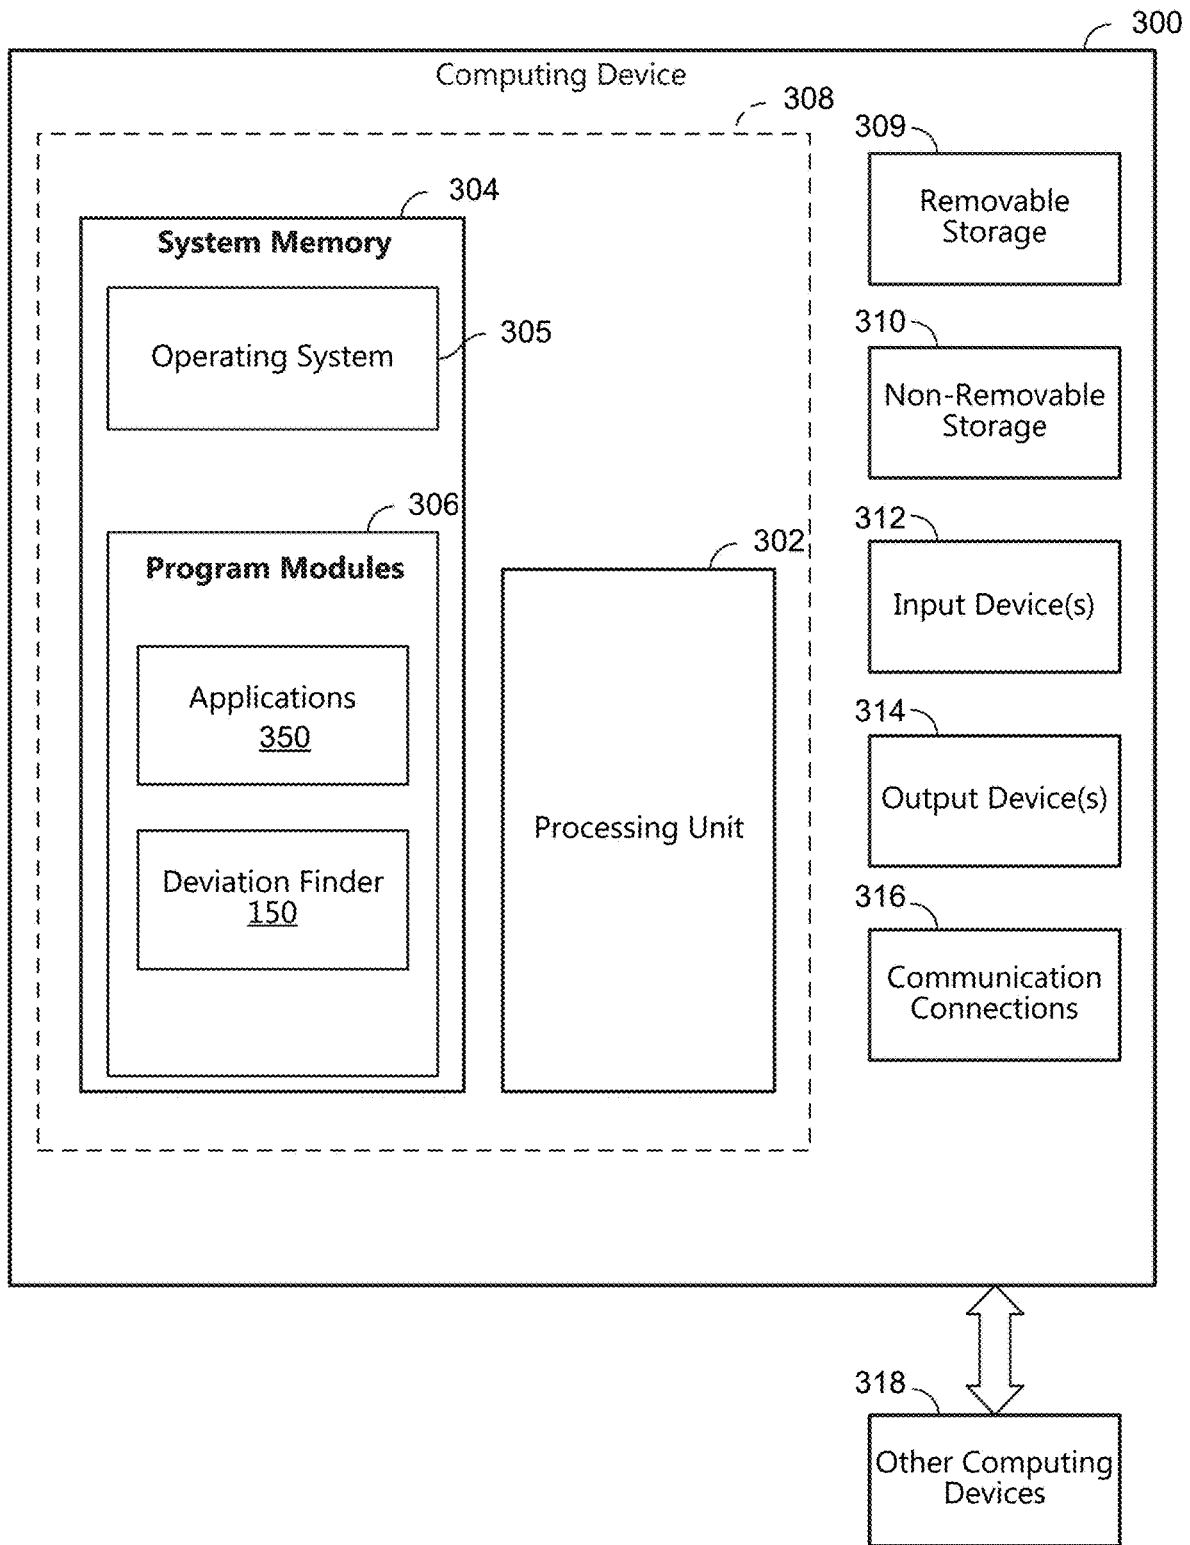 300
Computing Device
308
309
Removable
Storage
304
System Memory
Operating System
305
310
Non-Removable
Storage
306
Program Modules
302
312
Input Device(s)
Applications
350
314
Output Device(s)
Processing Unit
Deviation Finder
150
316
Communication
Connections
318
Other Computing
Devices